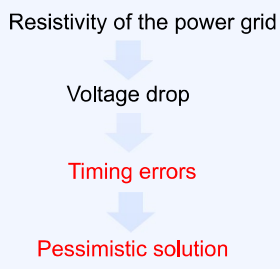 Resistivity of the power grid
Voltage drop
Timing errors
Pessimistic solution